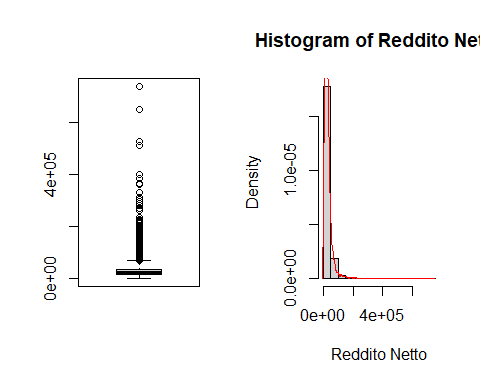 Histogram of Reddito Net
0e+00
4e+05
Density
0.0e+00
1.0e-05
0e+00 4e+05
Reddito Netto